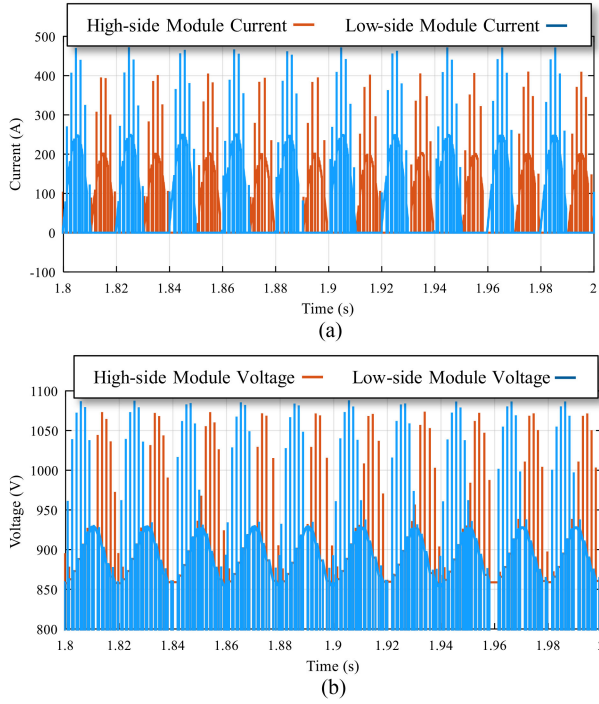 High-side Module Current Low-side Module Current
500
400
300
200
100
0
-100
Current (A)
1.8 1.82 1.84 1.86 1.88 1.9 1.92 1.94 1.96 1.98 2
Time (s)
(a)
High-side Module Voltage Low-side Module Voltage
1100
1050
1000
950
900
850
800
Voltage (V)
1.8 1.82 1.84 1.86 1.88 1.9 1.92 1.94 1.96 1.98
Time (s)
(b)